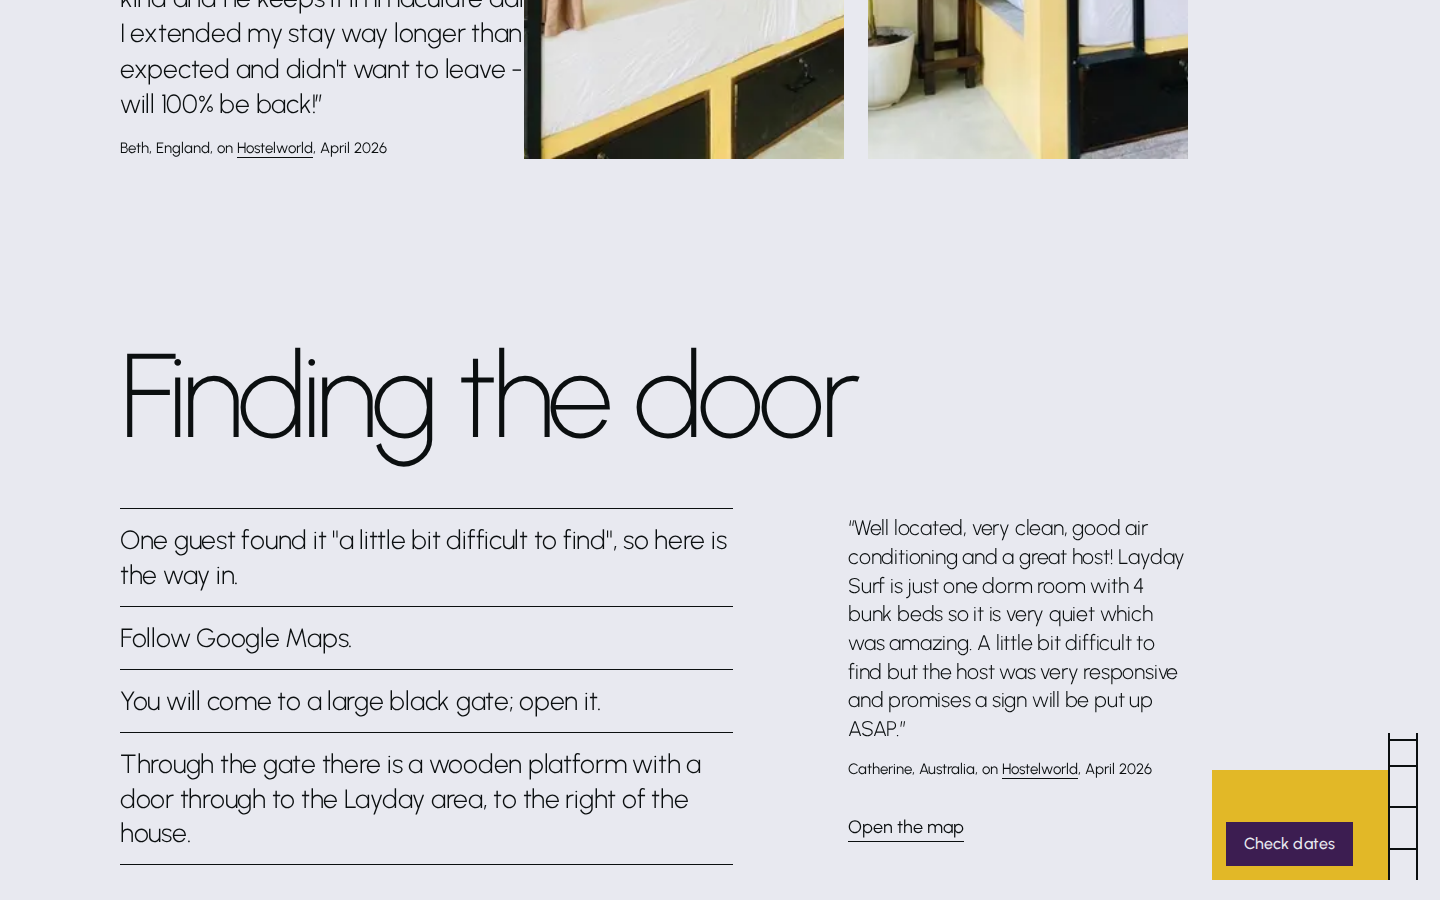 I extended my stay way longer than
expected and didn't want to leave -
will 100% be back!”
Beth, England, on Hostelworld, April 2026
Finding the door
One guest found it "a little bit difficult to find", so here is
the way in.
Follow Google Maps.
You will come to a large black gate; open it.
Through the gate there is a wooden platform with a
door through to the Layday area, to the right of the
house.
“Well located, very clean, good air
conditioning and a great host! Layday
Surf is just one dorm room with 4
bunk beds so it is very quiet which
was amazing. A little bit difficult to
find but the host was very responsive
and promises a sign will be put up
ASAP.”
Catherine, Australia, on Hostelworld, April 2026
Open the map
Check dates